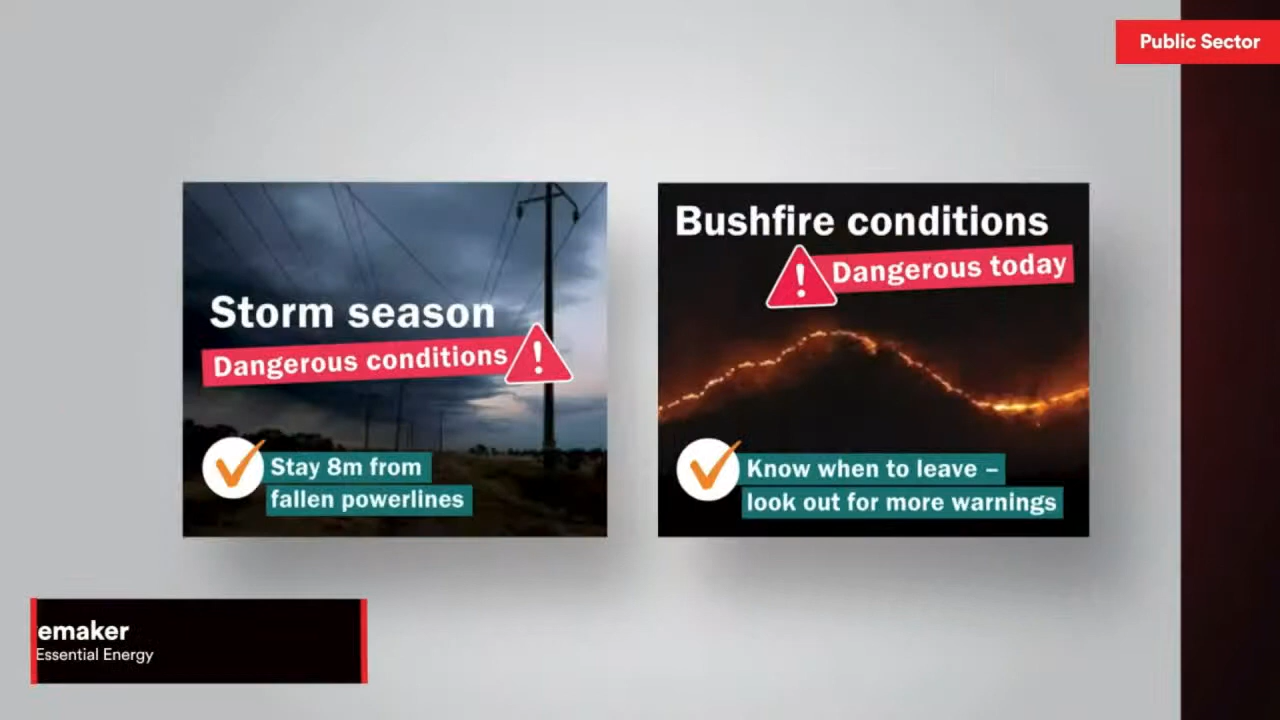 Public Sector
Storm season
Dangerous conditions
!
Stay 8m from
fallen powerlines
Bushfire conditions
!
Dangerous today
Know when to leave –
look out for more warnings
emaker
Essential Energy